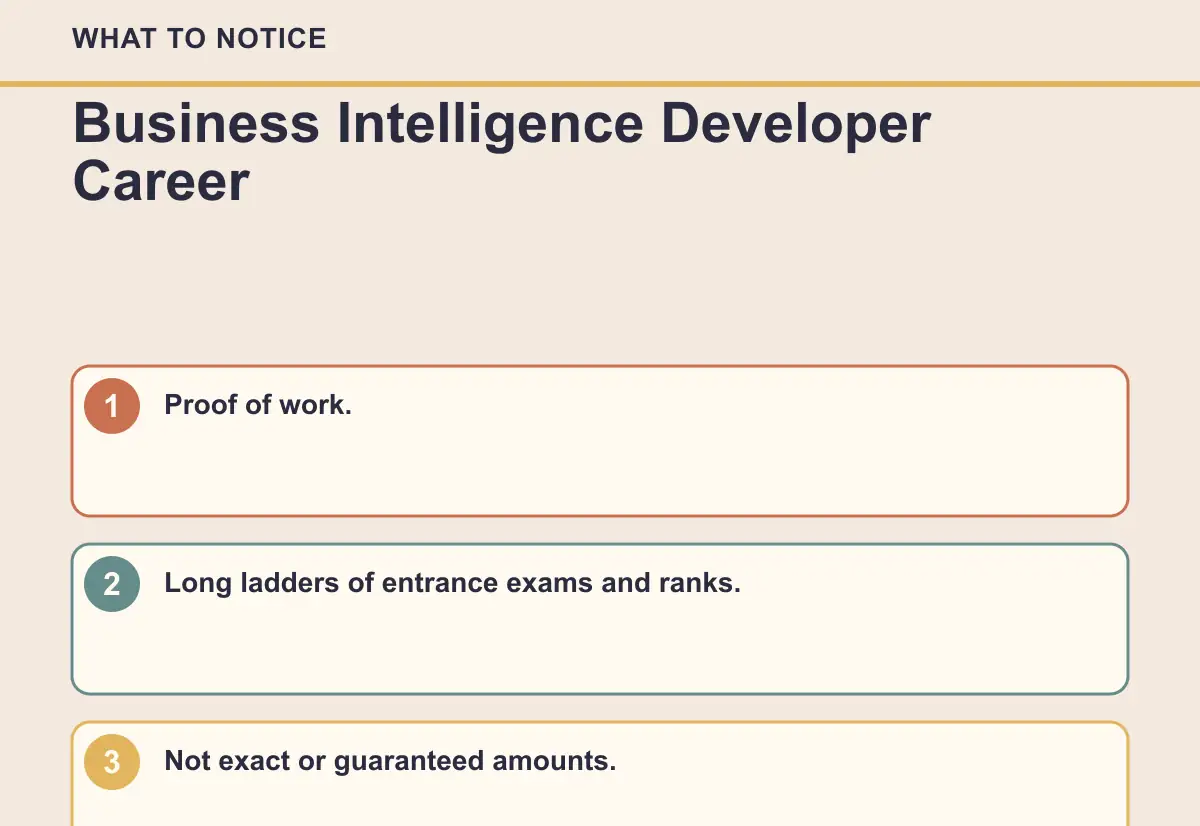 WHAT TO NOTICE
Business Intelligence Developer
Career
1
Proof of work.
2
Long ladders of entrance exams and ranks.
3
Not exact or guaranteed amounts.